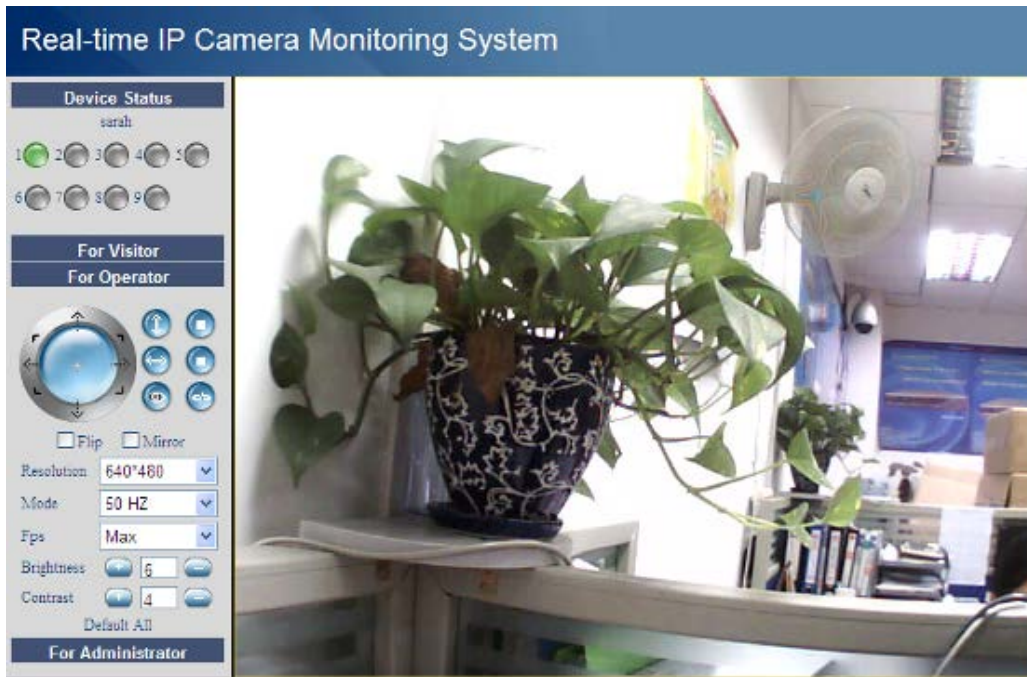 Real-time IP Camera Monitoring System
Device Status
sarah
1 2 3 4 5
6 7 8 9
For Visitor
For Operator
Flip Mirror
Resolution 640*480
Mode 50 HZ
Fps Max
Brightness + 6 -
Contrast + 4 -
Default All
For Administrator